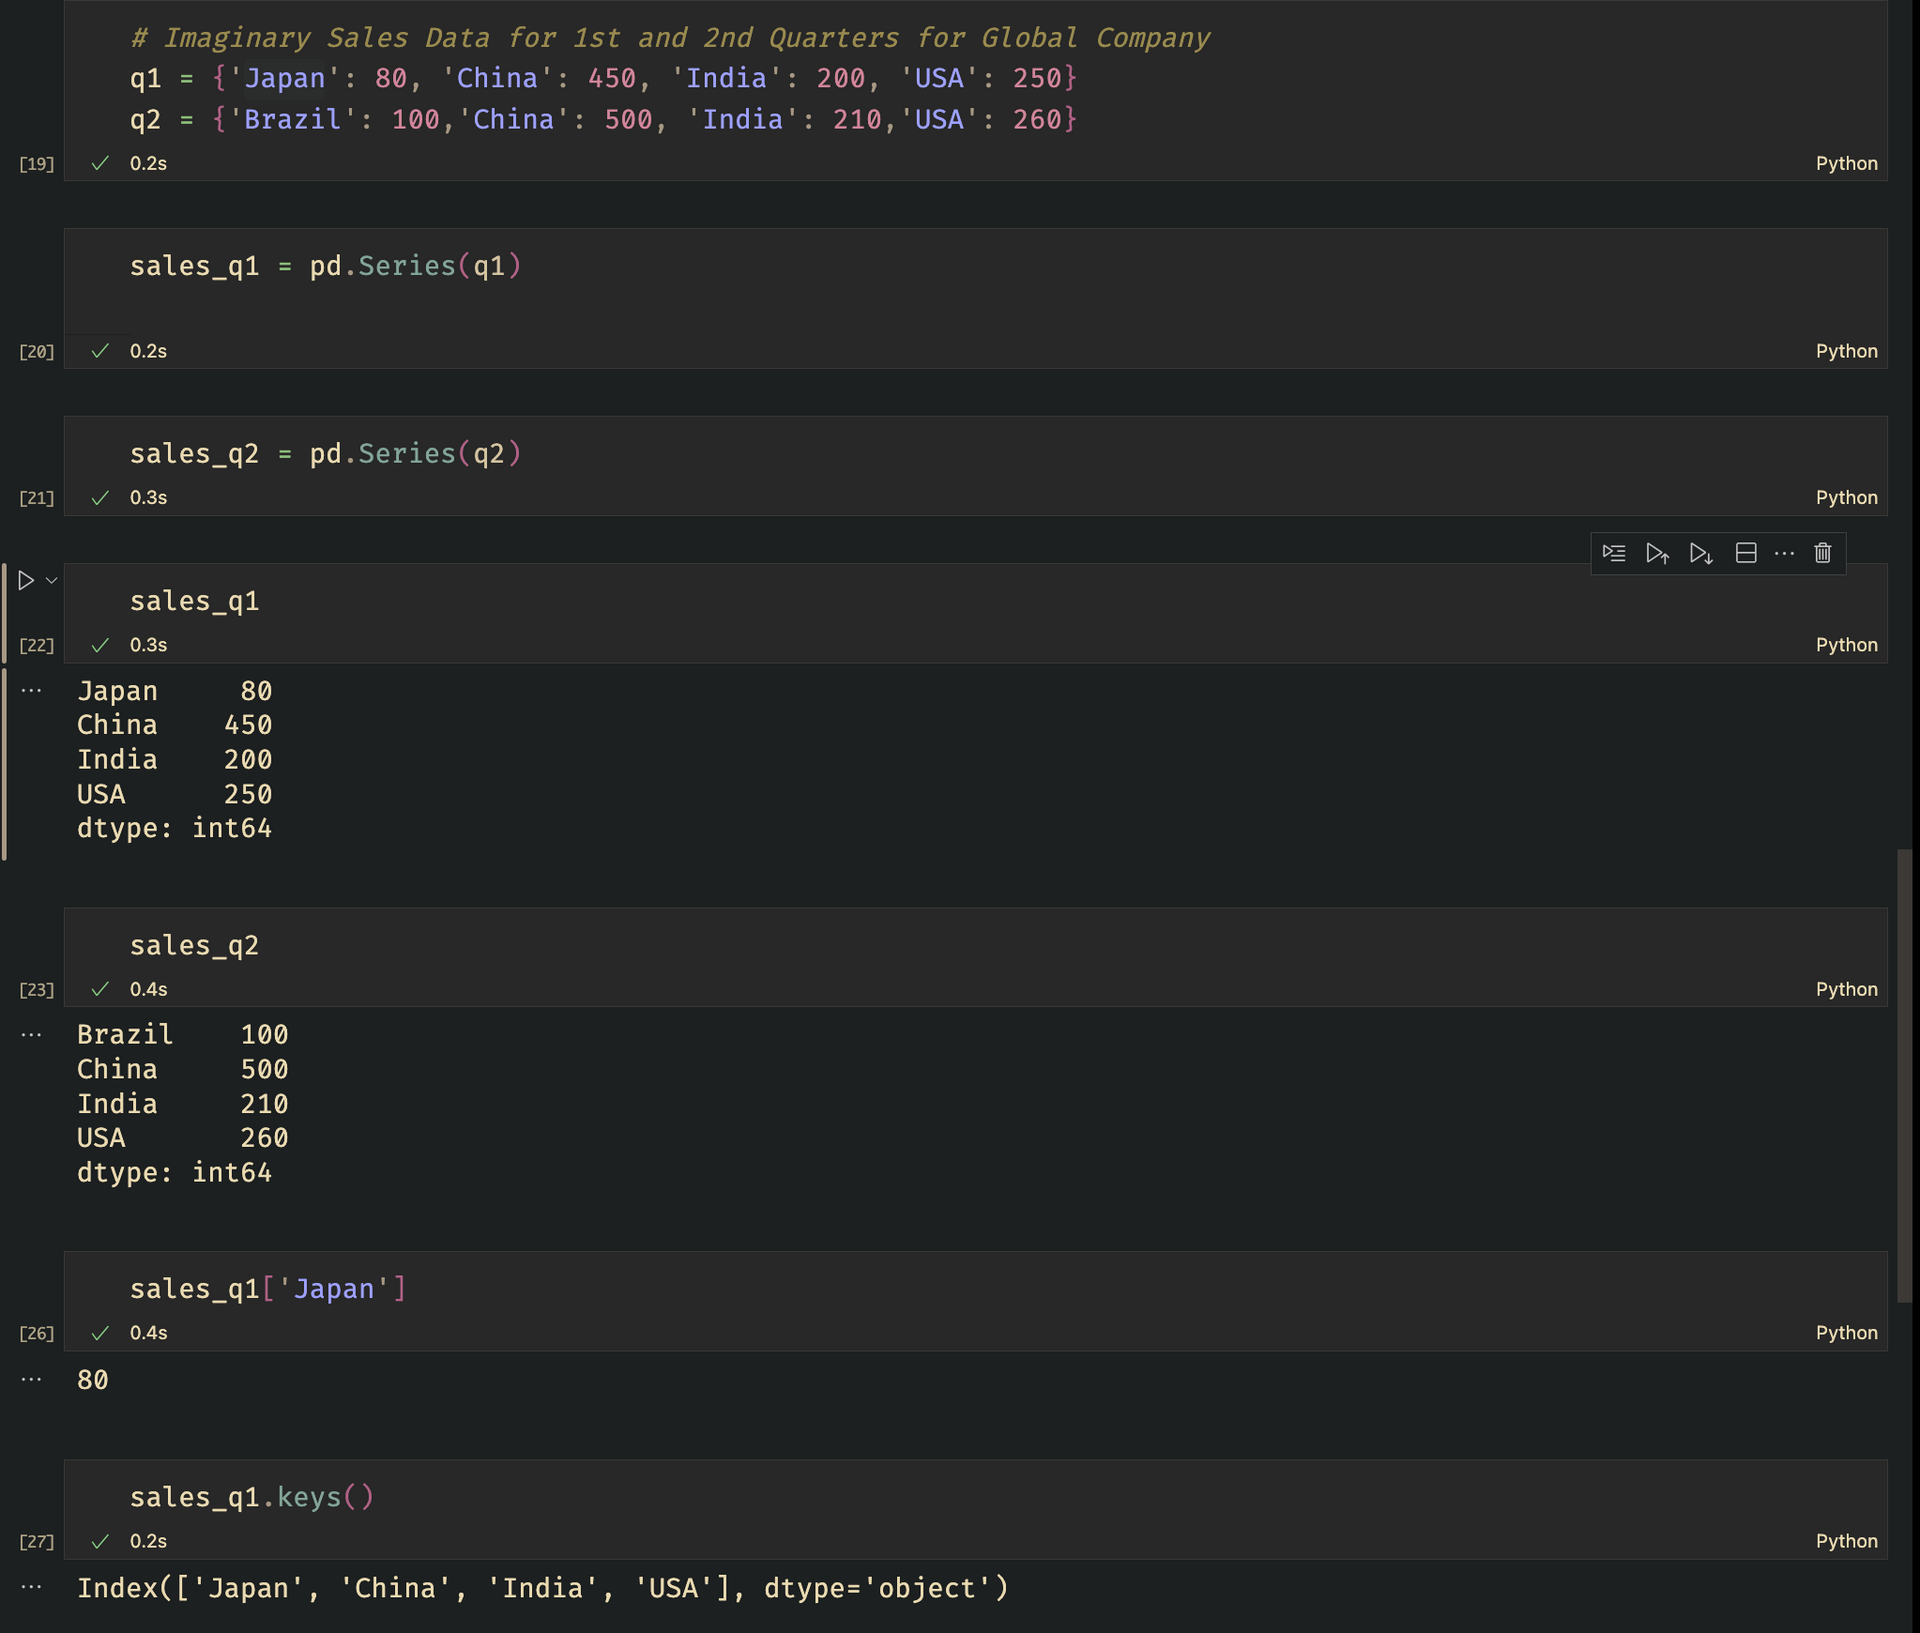 # Imaginary Sales Data for 1st and 2nd Quarters for Global Company
q1 = {'Japan': 80, 'China': 450, 'India': 200, 'USA': 250}
q2 = {'Brazil': 100,'China': 500, 'India': 210,'USA': 260}
[19] 0.2s Python
sales_q1 = pd.Series(q1)
[20] 0.2s Python
sales_q2 = pd.Series(q2)
[21] 0.3s Python
sales_q1
[22] 0.3s Python
Japan     80
China    450
India    200
USA      250
dtype: int64
sales_q2
[23] 0.4s Python
Brazil    100
China     500
India     210
USA       260
dtype: int64
sales_q1['Japan']
[26] 0.4s Python
80
sales_q1.keys()
[27] 0.2s Python
Index(['Japan', 'China', 'India', 'USA'], dtype='object')